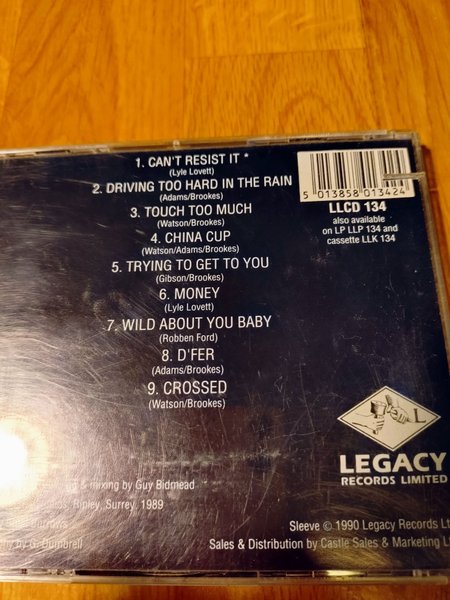 1. CAN'T RESIST IT *
(Lyle Lovett)
2. DRIVING TOO HARD IN THE RAIN
(Adams/Brookes)
3. TOUCH TOO MUCH
(Watson/Brookes)
4. CHINA CUP
(Watson/Adams/Brookes)
5. TRYING TO GET TO YOU
(Gibson/Brookes)
6. MONEY
(Lyle Lovett)
7. WILD ABOUT YOU BABY
(Robben Ford)
8. D'FER
(Adams/Brookes)
9. CROSSED
(Watson/Brookes)
5 013858 013424
LLCD 134
also available
on LP LLP 134 and
cassette LLK 134
L
LEGACY
RECORDS LIMITED
& mixing by Guy Bidmead
Ripley, Surrey, 1989
by G. Dumbrell
Sleeve © 1990 Legacy Records Lt
Sales & Distribution by Castle Sales & Marketing L